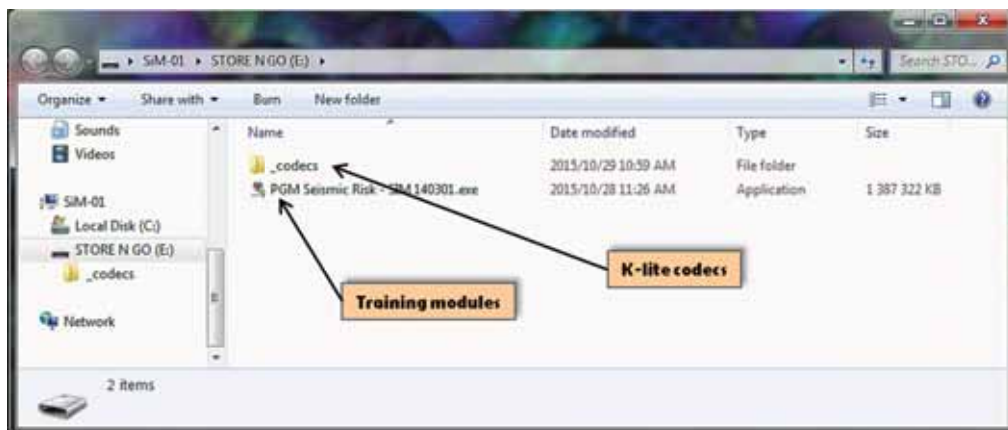 SiM-01 ▸ STORE N GO (E:) ▸
Search STO...
Organize Share with Burn New folder
Sounds
Videos
SiM-01
Local Disk (C:)
STORE N GO (E:)
_codecs
Network
Name Date modified Type Size
_codecs 2015/10/29 10:59 AM File folder
PGM Seismic Risk - SiM 140301.exe 2015/10/28 11:26 AM Application 1 387 322 KB
K-lite codecs
Training modules
2 items